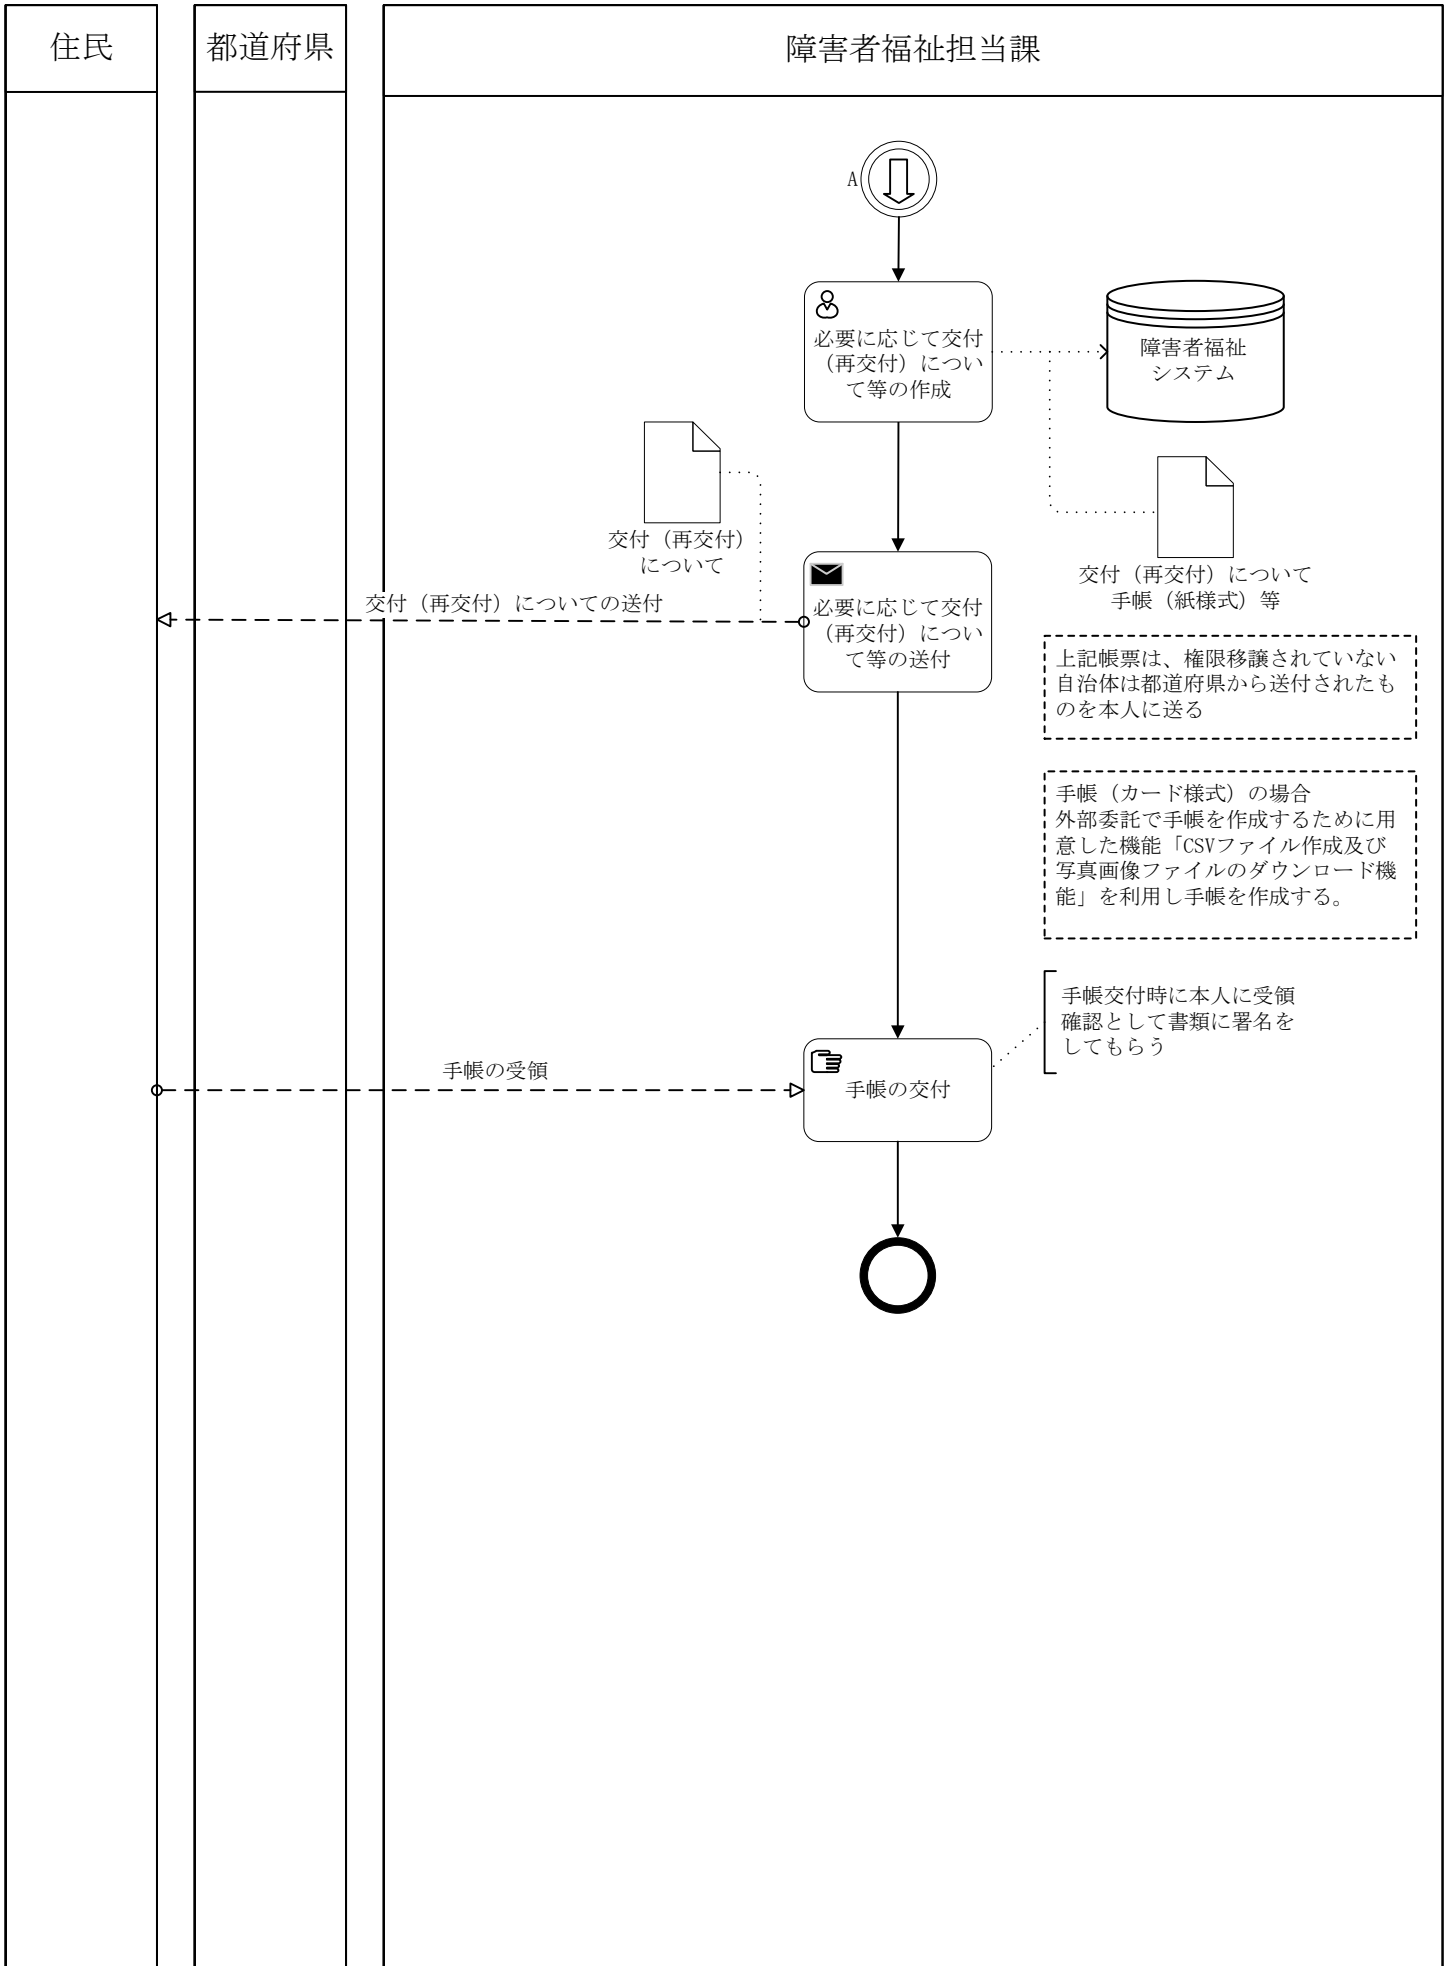 住民
都道府県
障害者福祉担当課
A
必要に応じて交付
（再交付）につい
て等の作成
障害者福祉
システム
交付（再交付）
について
交付（再交付）について
手帳（紙様式）等
交付（再交付）についての送付
必要に応じて交付
（再交付）につい
て等の送付
上記帳票は、権限移譲されていない
自治体は都道府県から送付されたも
のを本人に送る
手帳（カード様式）の場合
外部委託で手帳を作成するために用
意した機能「CSVファイル作成及び
写真画像ファイルのダウンロード機
能」を利用し手帳を作成する。
手帳交付時に本人に受領
確認として書類に署名を
してもらう
手帳の受領
手帳の交付